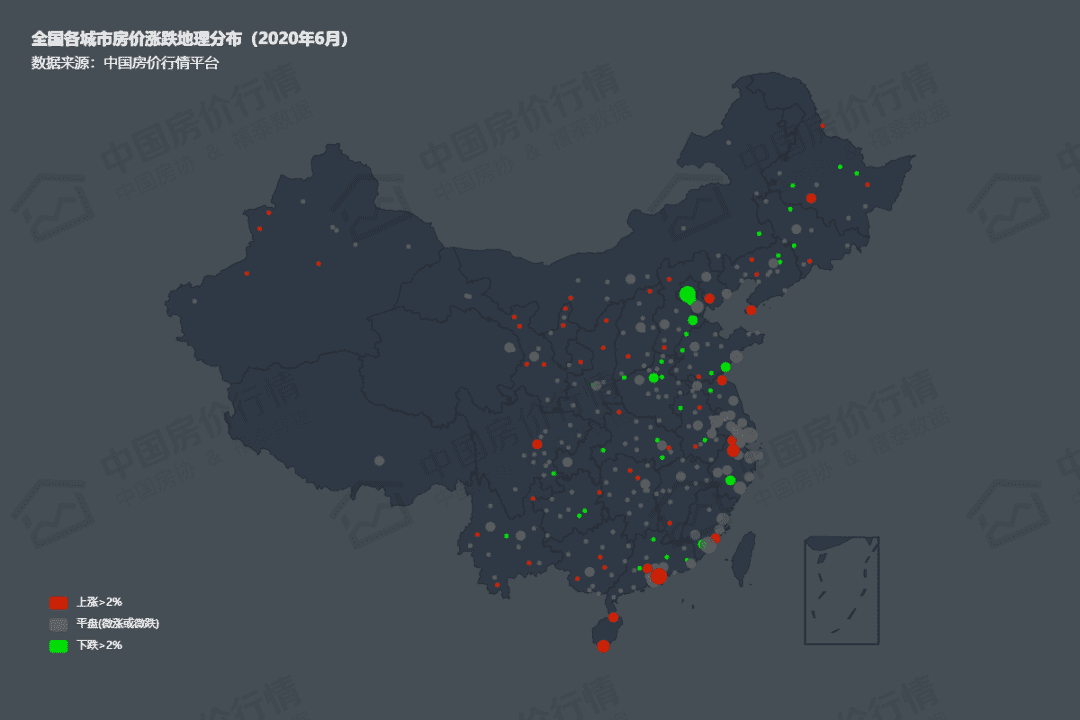 全国各城市房价涨跌地理分布（2020年6月）
数据来源：中国房价行情平台
上涨>2%
平盘(微涨或微跌)
下跌>2%
中国房价行情
中国房协 & 禧泰数据